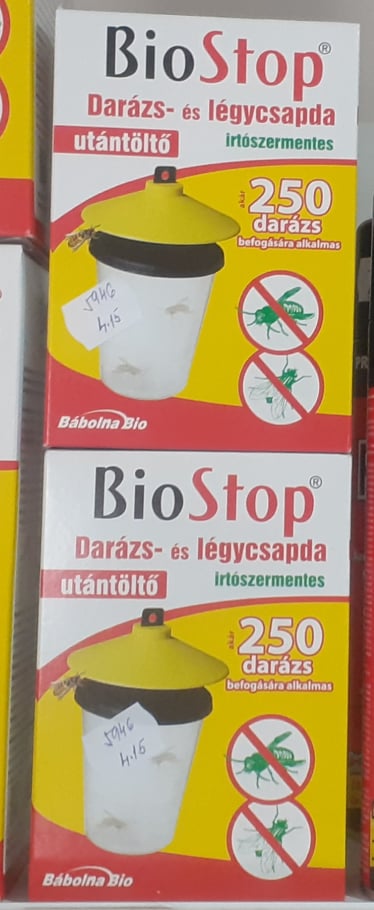 BioStop®
Darázs- és légycsapda
utántöltő
irtószermentes
akár 250
darázs
befogására alkalmas
5946
4.15
Bábolna Bio
BioStop®
Darázs- és légycsapda
utántöltő
irtószermentes
akár 250
darázs
befogására alkalmas
5946
4.15
Bábolna Bio